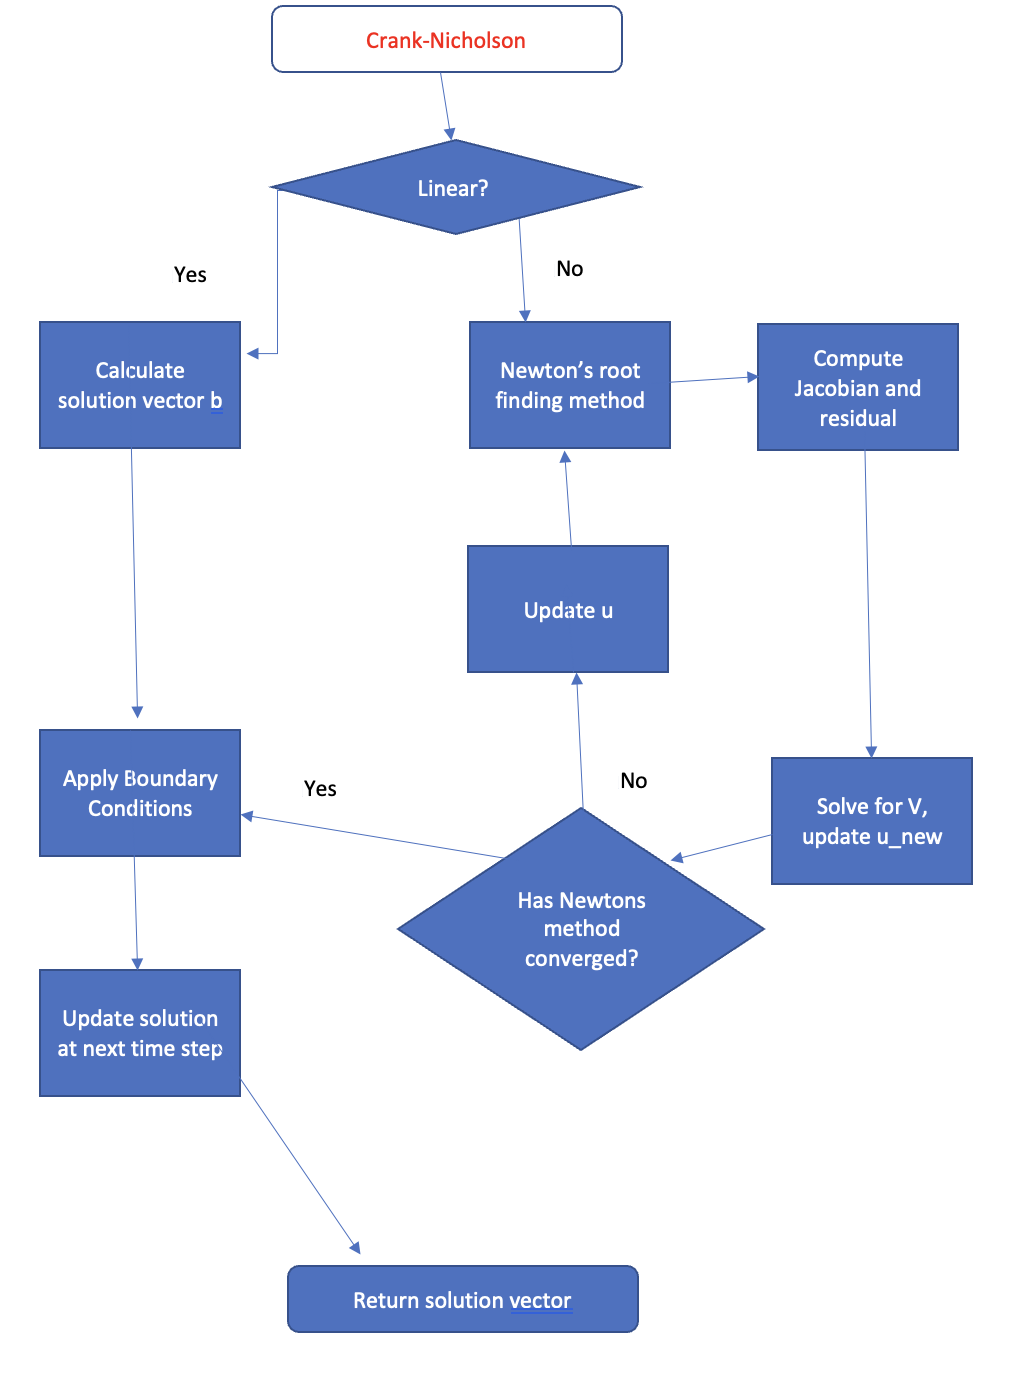 Crank-Nicholson
Linear?
Yes
No
Calculate
solution vector b
Newton's root
finding method
Compute
Jacobian and
residual
Update u
Apply Boundary
Conditions
Yes
No
Solve for V,
update u_new
Has Newtons
method
converged?
Update solution
at next time step
Return solution vector